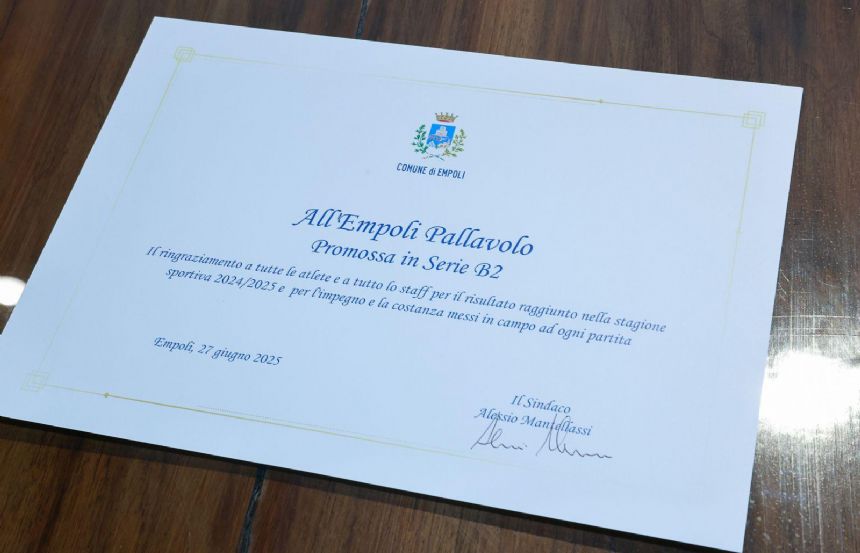 COMUNE di EMPOLI
All'Empoli Pallavolo
Promossa in Serie B2
Il ringraziamento a tutte le atlete e a tutto lo staff per il risultato raggiunto nella stagione
sportiva 2024/2025 e per l'impegno e la costanza messi in campo ad ogni partita
Empoli, 27 giugno 2025
Il Sindaco
Alessio Mantellassi